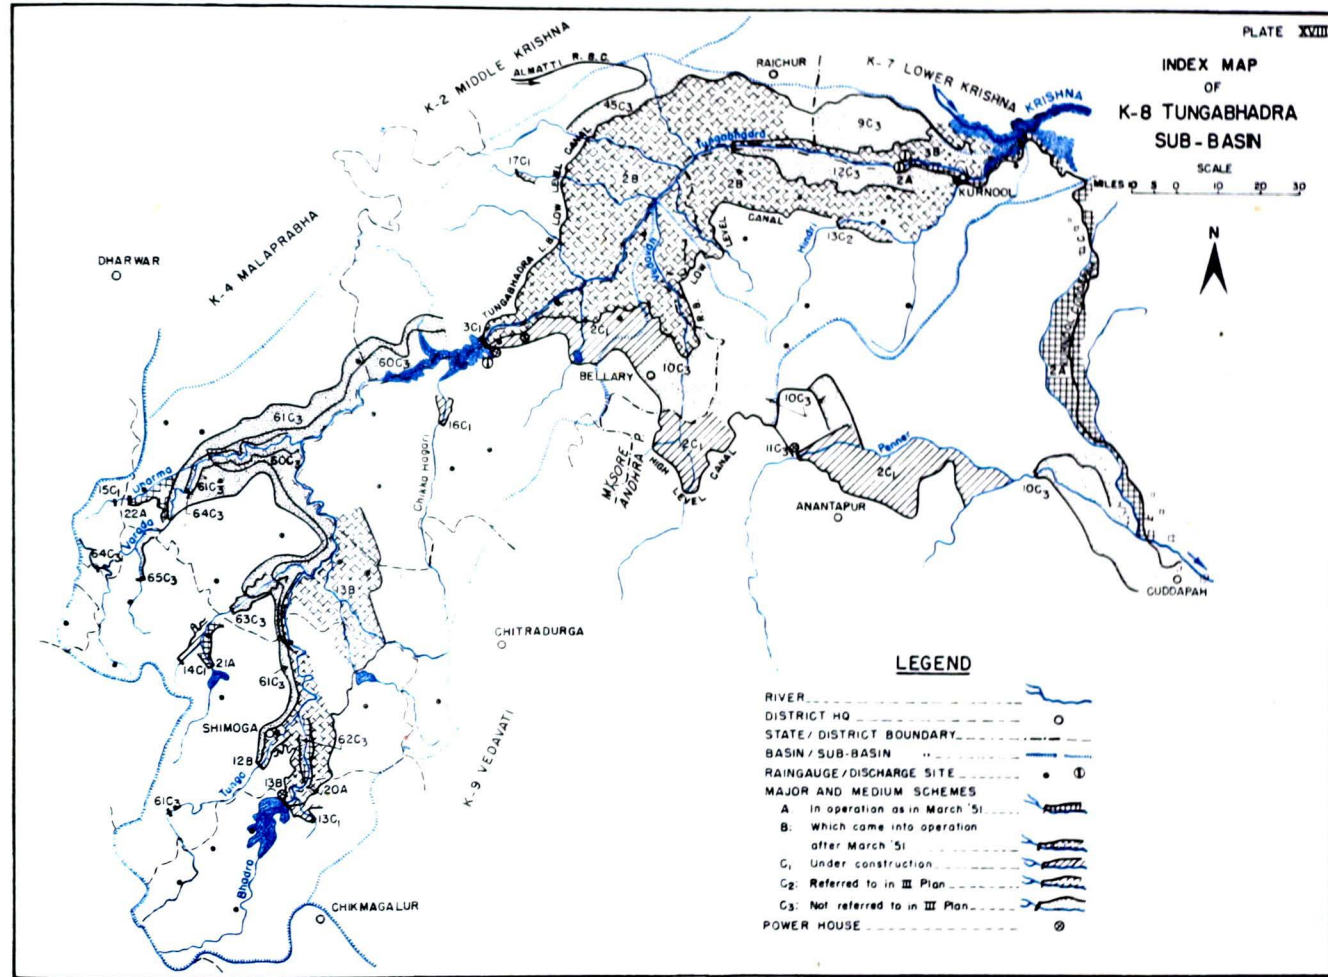 PLATE XVIII
INDEX MAP
OF
K-8 TUNGABHADRA
SUB-BASIN
SCALE
MILES 10 5 0 10 20 30
N
K-2 MIDDLE KRISHNA
ALMATTI R. B.C.
RAICHUR
K-7 LOWER KRISHNA
KRISHNA
45C3
9C3
Tungabhadra
3B
17C1
2B
2B
12C3
2A
KURNOOL
TUNGABHADRA L.B. LOW LEVEL CANAL
R.B. LOW LEVEL CANAL
13C2
Hindri
K-4 MALAPRABHA
DHARWAR
3C1
2C1
60C3
BELLARY
10C3
10C3
2A
61C3
16C1
2C1
11C3
Penner
2C1
MYSORE
ANDHRA P.
HIGH LEVEL CANAL
Chikka Hagari
60C3
61C3
15C1
Dharma
122A
64C3
Varada
ANANTAPUR
10C3
64C3
65C3
13B
CUDDAPAH
63C3
CHITRADURGA
14C1
21A
61C3
SHIMOGA
62C3
12B
Tunga
13B
20A
61C3
13C1
K-9 VEDAVATI
Bhadra
CHIKMAGALUR
LEGEND
RIVER
DISTRICT HQ
STATE/ DISTRICT BOUNDARY
BASIN/ SUB-BASIN "
RAINGAUGE/DISCHARGE SITE
MAJOR AND MEDIUM SCHEMES
A. In operation as in March '51
B: Which came into operation
after March '51
C1 Under construction
C2: Referred to in III Plan
C3: Not referred to in III Plan
POWER HOUSE